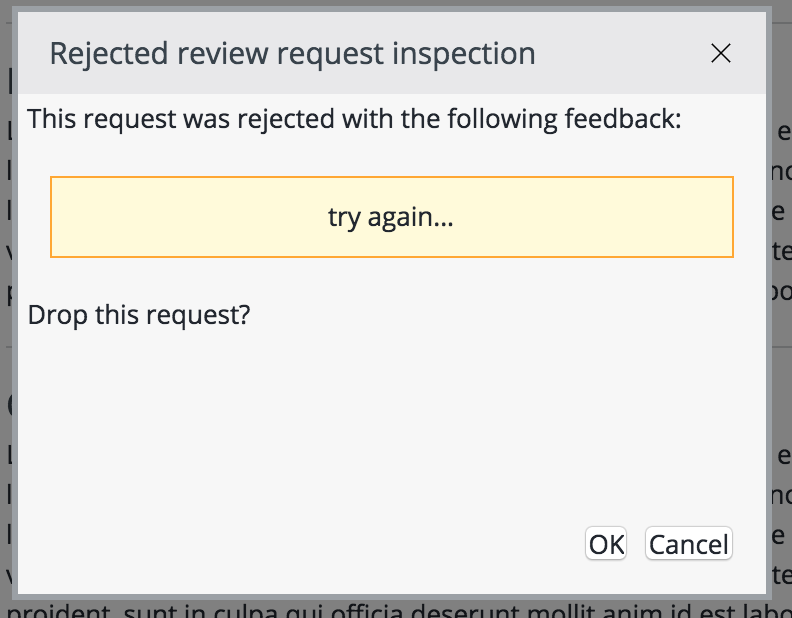 Rejected review request inspection
This request was rejected with the following feedback:
try again...
Drop this request?
OK Cancel
proident, sunt in culpa qui officia deserunt mollit anim id est labo